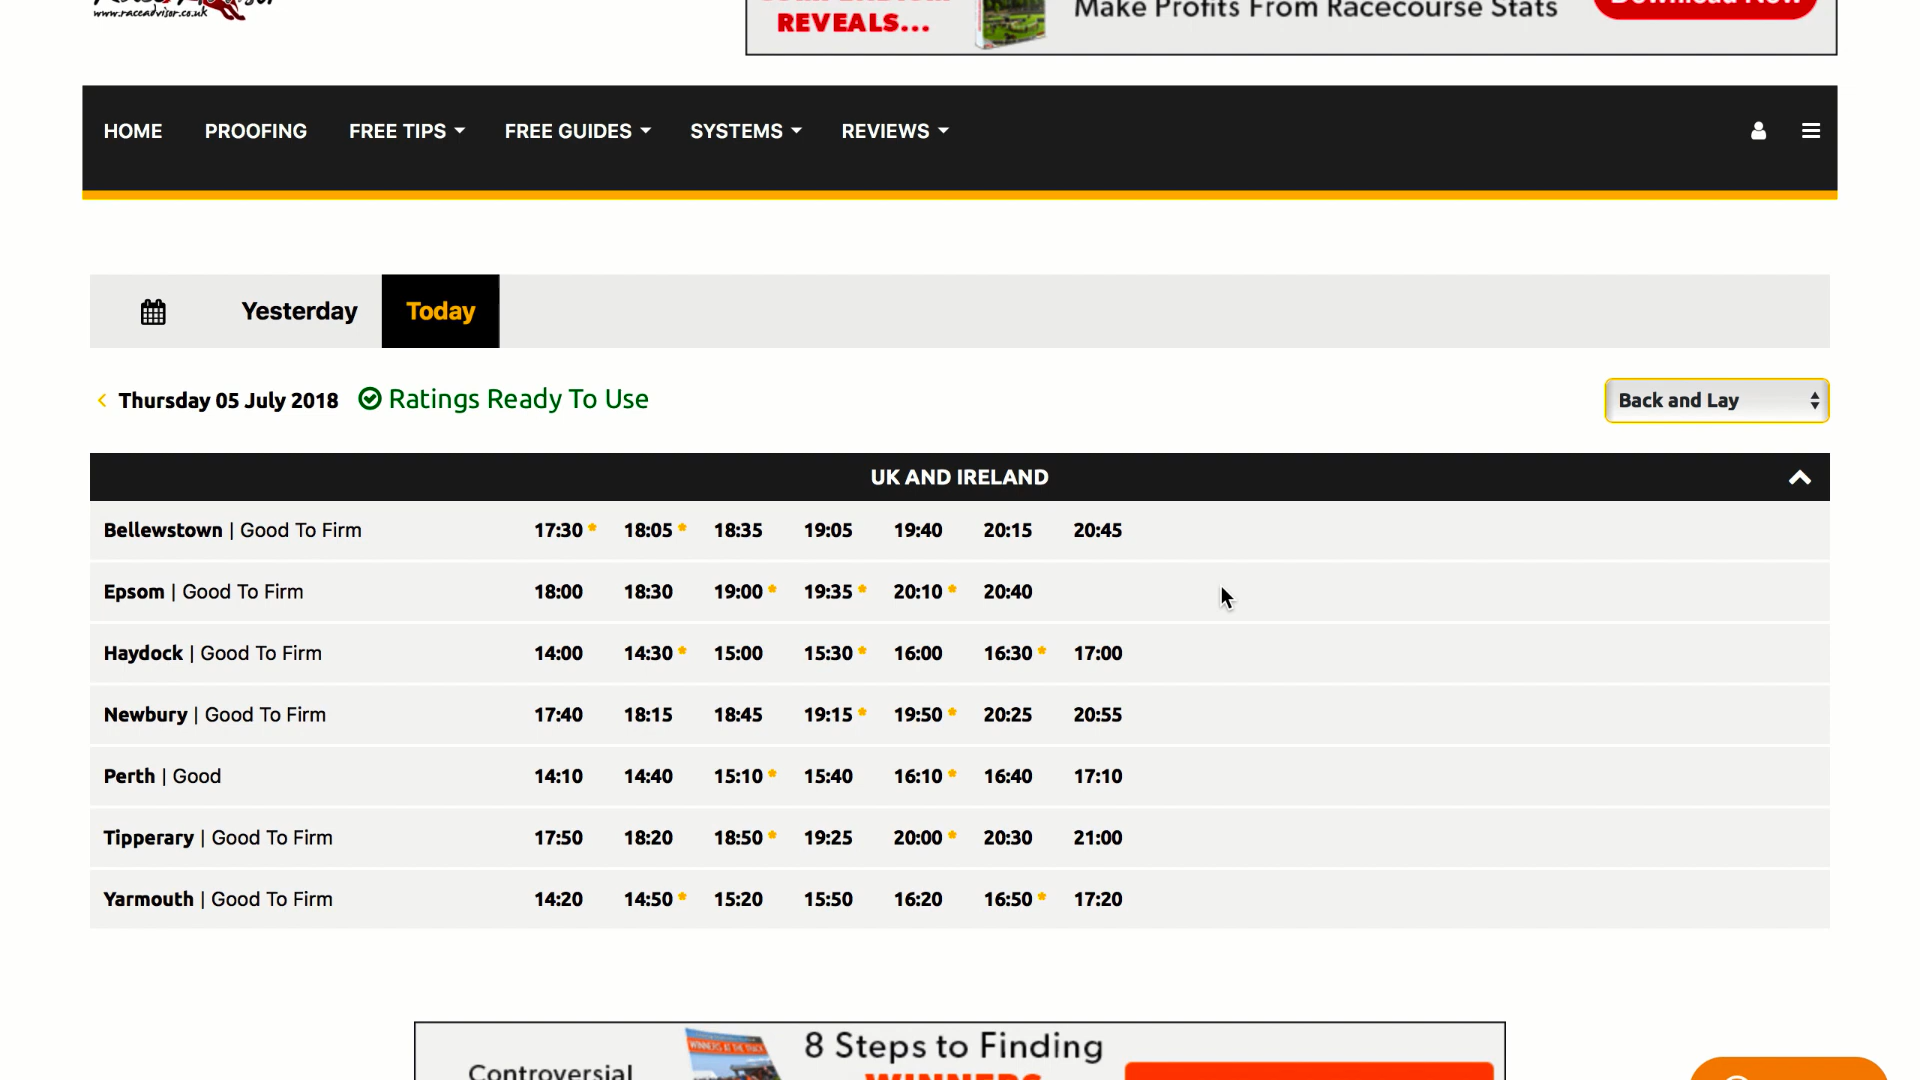 www.raceadvisor.co.uk
REVEALS...
Make Profits From Racecourse Stats
Download Now
HOME PROOFING FREE TIPS FREE GUIDES SYSTEMS REVIEWS
Yesterday Today
Thursday 05 July 2018 Ratings Ready To Use Back and Lay
UK AND IRELAND
Bellewstown | Good To Firm 17:30 * 18:05 * 18:35 19:05 19:40 20:15 20:45
Epsom | Good To Firm 18:00 18:30 19:00 * 19:35 * 20:10 * 20:40
Haydock | Good To Firm 14:00 14:30 * 15:00 15:30 * 16:00 16:30 * 17:00
Newbury | Good To Firm 17:40 18:15 18:45 19:15 * 19:50 * 20:25 20:55
Perth | Good 14:10 14:40 15:10 * 15:40 16:10 * 16:40 17:10
Tipperary | Good To Firm 17:50 18:20 18:50 * 19:25 20:00 * 20:30 21:00
Yarmouth | Good To Firm 14:20 14:50 * 15:20 15:50 16:20 16:50 * 17:20
8 Steps to Finding
WINNERS
Controversial
WINNERS AT THE TRACK